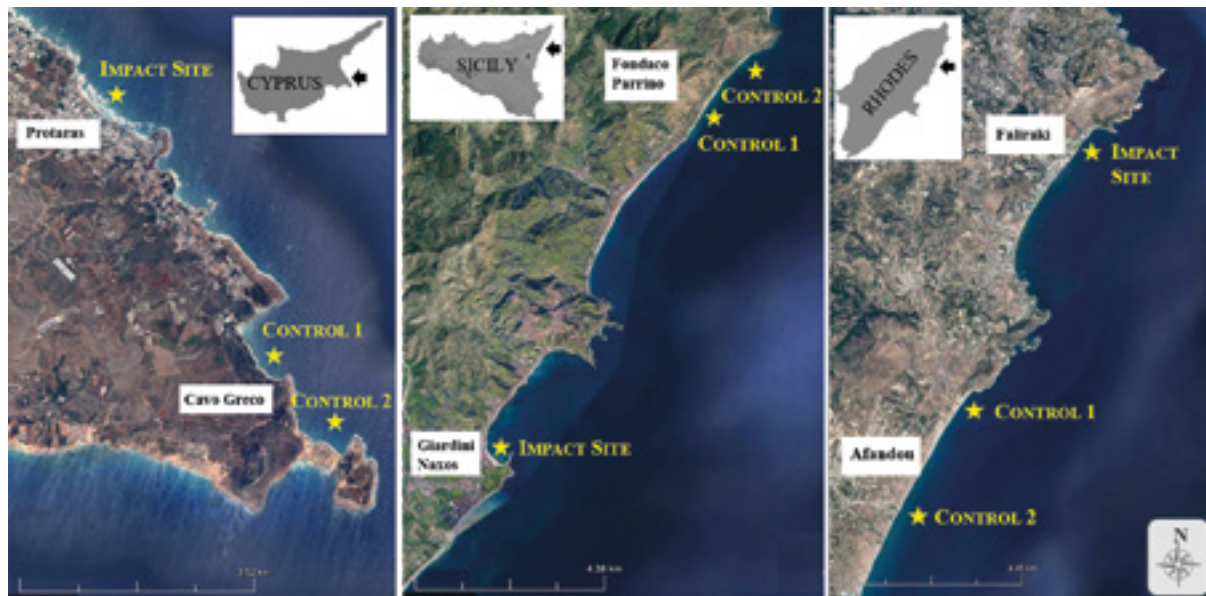 IMPACT SITE
Protaras
CYPRUS
CONTROL 1
Cavo Greco
CONTROL 2
SICILY
Fondaco
Parrino
CONTROL 2
CONTROL 1
Giardini
Naxos
IMPACT SITE
RHODES
Faliraki
IMPACT
SITE
CONTROL 1
Afandou
CONTROL 2
N